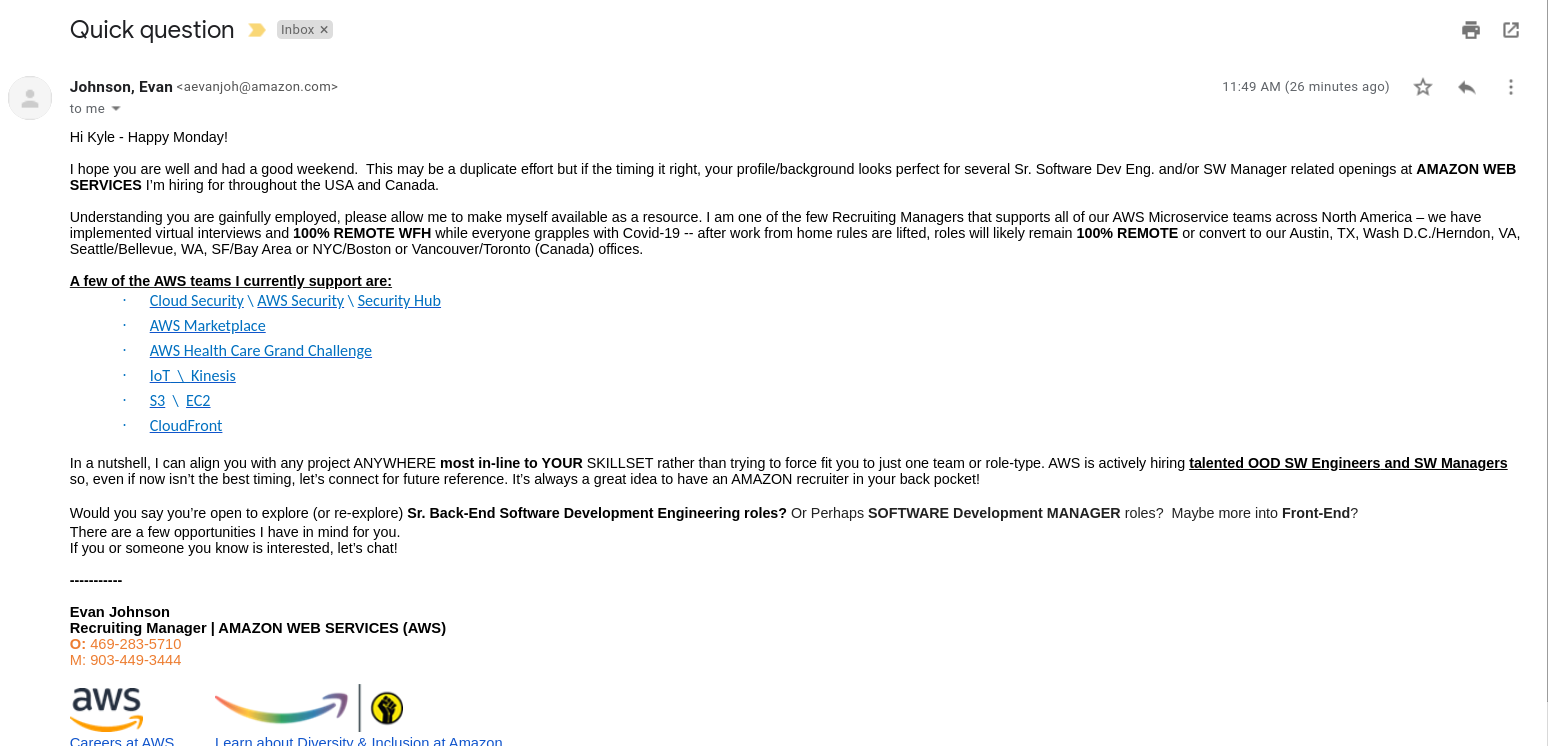 Quick question Inbox ×
Johnson, Evan <aevanjoh@amazon.com> 11:49 AM (26 minutes ago)
to me
Hi Kyle - Happy Monday!
I hope you are well and had a good weekend.  This may be a duplicate effort but if the timing it right, your profile/background looks perfect for several Sr. Software Dev Eng. and/or SW Manager related openings at AMAZON WEB
SERVICES I'm hiring for throughout the USA and Canada.
Understanding you are gainfully employed, please allow me to make myself available as a resource. I am one of the few Recruiting Managers that supports all of our AWS Microservice teams across North America – we have
implemented virtual interviews and 100% REMOTE WFH while everyone grapples with Covid-19 -- after work from home rules are lifted, roles will likely remain 100% REMOTE or convert to our Austin, TX, Wash D.C./Herndon, VA,
Seattle/Bellevue, WA, SF/Bay Area or NYC/Boston or Vancouver/Toronto (Canada) offices.
A few of the AWS teams I currently support are:
· Cloud Security \ AWS Security \ Security Hub
· AWS Marketplace
· AWS Health Care Grand Challenge
· IoT  \  Kinesis
· S3  \  EC2
· CloudFront
In a nutshell, I can align you with any project ANYWHERE most in-line to YOUR SKILLSET rather than trying to force fit you to just one team or role-type. AWS is actively hiring talented OOD SW Engineers and SW Managers
so, even if now isn't the best timing, let's connect for future reference. It's always a great idea to have an AMAZON recruiter in your back pocket!
Would you say you're open to explore (or re-explore) Sr. Back-End Software Development Engineering roles? Or Perhaps SOFTWARE Development MANAGER roles?  Maybe more into Front-End?
There are a few opportunities I have in mind for you.
If you or someone you know is interested, let's chat!
-----------
Evan Johnson
Recruiting Manager | AMAZON WEB SERVICES (AWS)
O: 469-283-5710
M: 903-449-3444
aws
Careers at AWS Learn about Diversity & Inclusion at Amazon